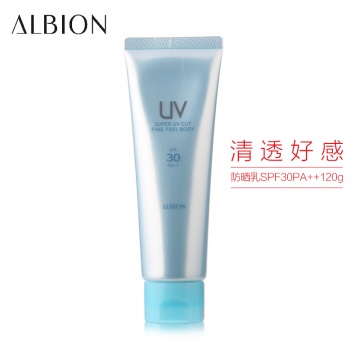 ALBION
UV
SUPER UV CUT
FINE FEEL BODY
SPF
30
PA++
ALBION
清透好感
防晒乳SPF30PA++120g